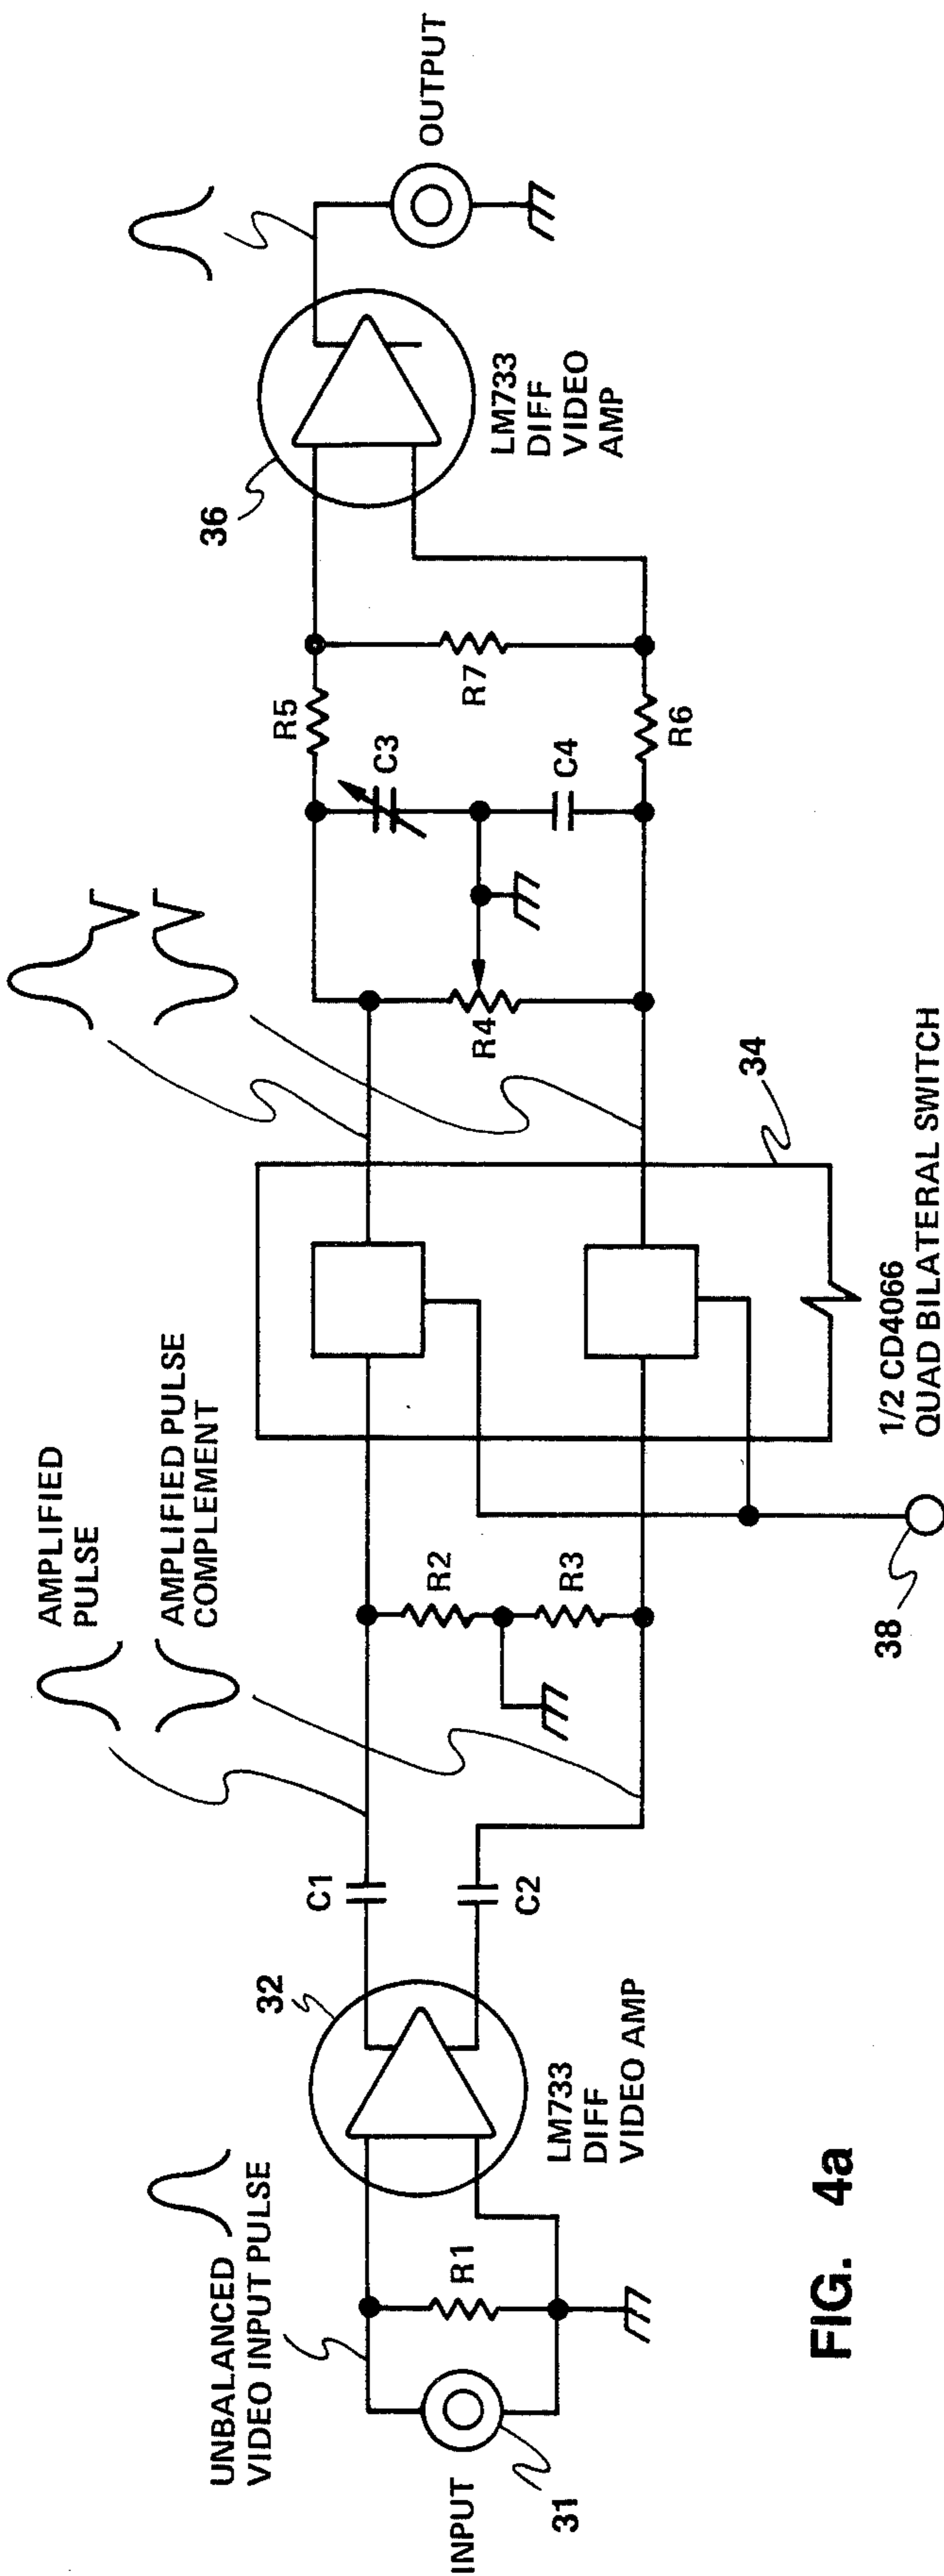 UNBALANCED
VIDEO INPUT PULSE
INPUT
31
R1
32
LM733
DIFF
VIDEO AMP
C1
C2
AMPLIFIED
PULSE
AMPLIFIED PULSE
COMPLEMENT
R2
R3
38
34
1/2 CD4066
QUAD BILATERAL SWITCH
R4
C3
C4
R5
R6
R7
36
LM733
DIFF
VIDEO
AMP
OUTPUT
FIG. 4a